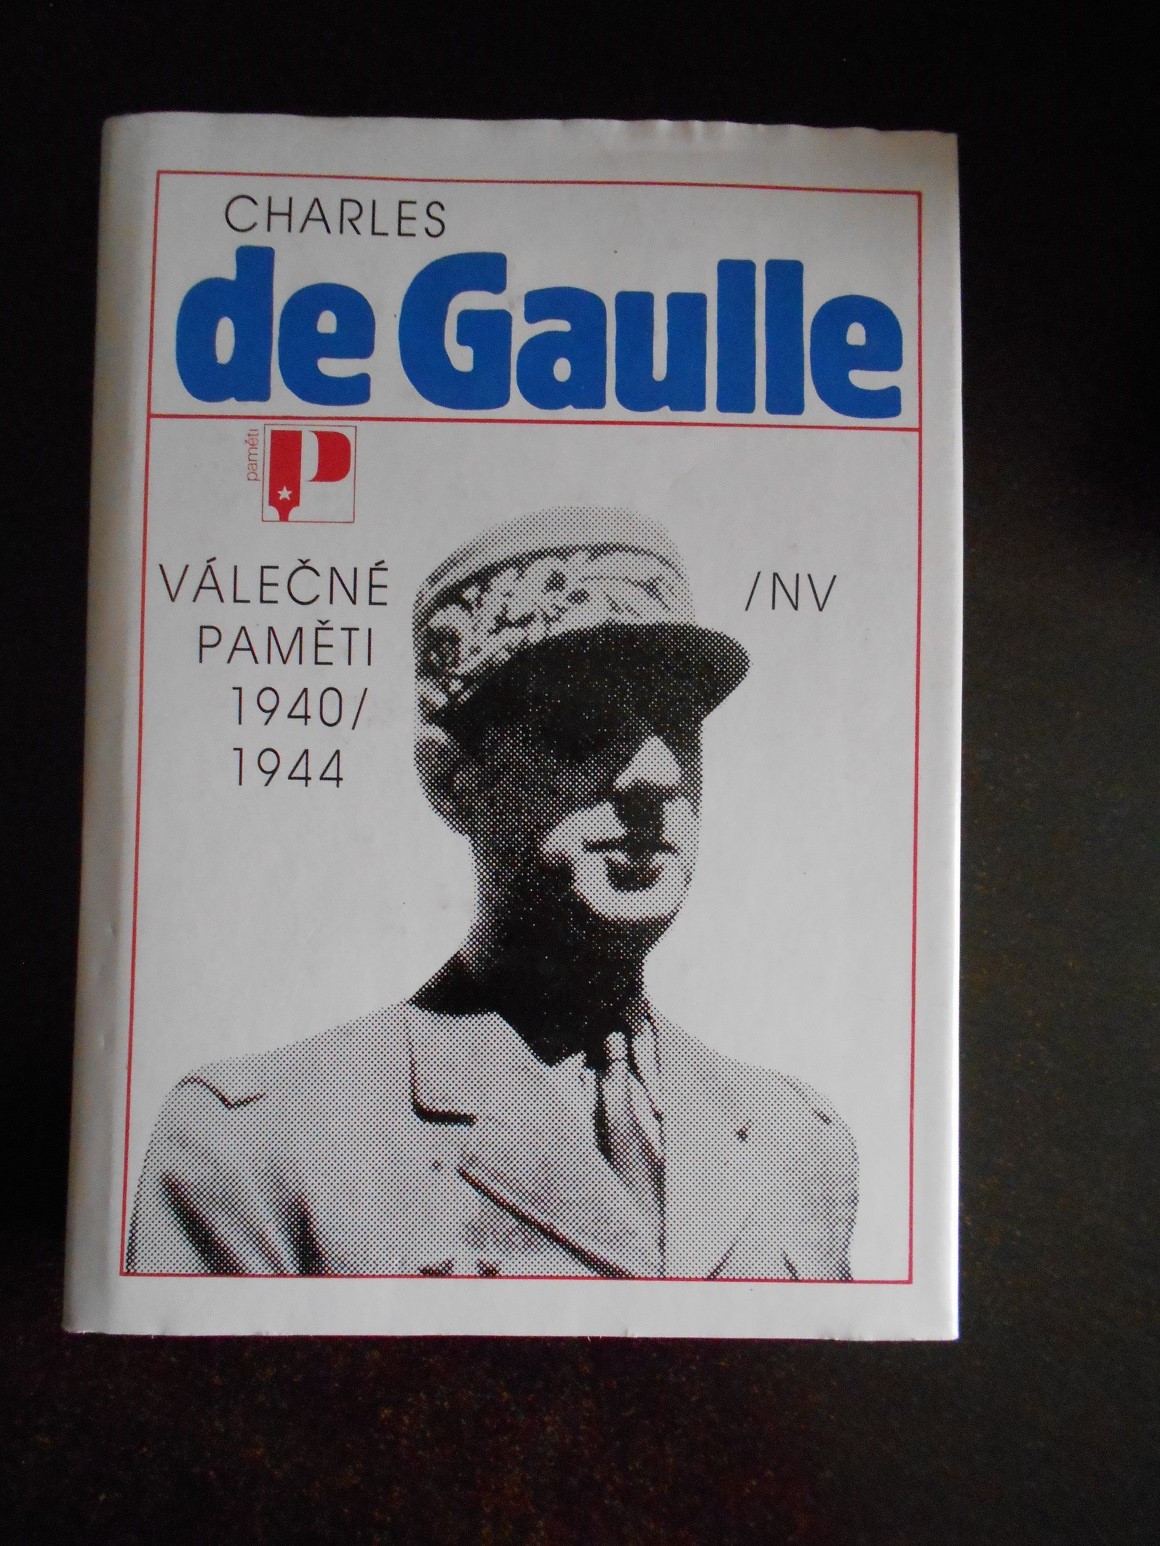 CHARLES
de Gaulle
paměti
P
VÁLEČNÉ
PAMĚTI
1940/
1944
/NV